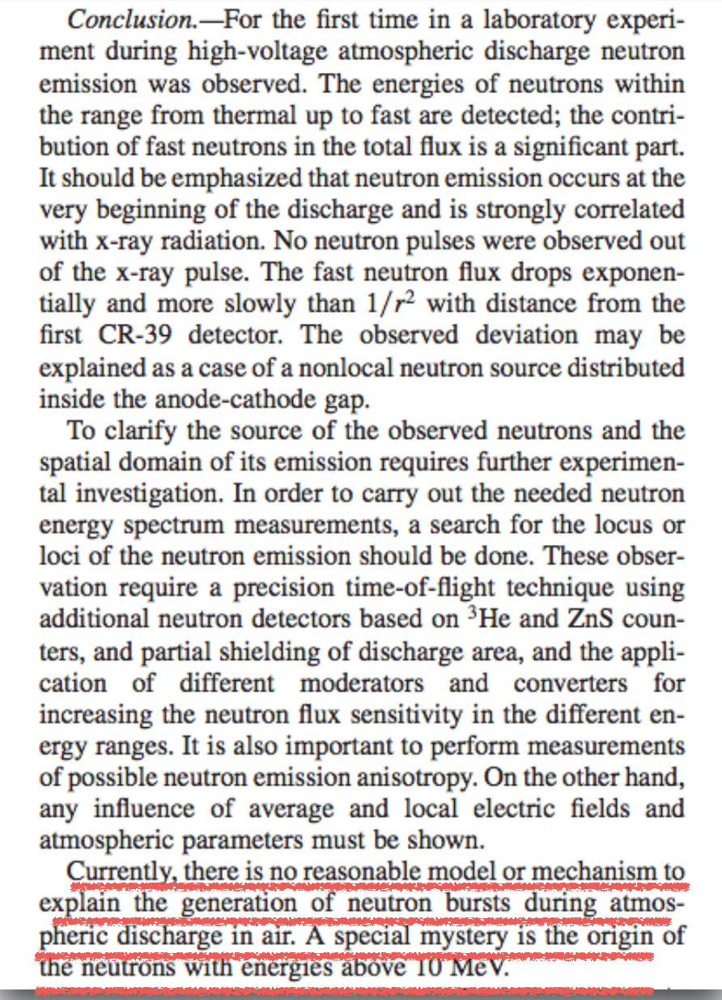 Conclusion.—For the first time in a laboratory experi-
ment during high-voltage atmospheric discharge neutron
emission was observed. The energies of neutrons within
the range from thermal up to fast are detected; the contri-
bution of fast neutrons in the total flux is a significant part.
It should be emphasized that neutron emission occurs at the
very beginning of the discharge and is strongly correlated
with x-ray radiation. No neutron pulses were observed out
of the x-ray pulse. The fast neutron flux drops exponen-
tially and more slowly than 1/r² with distance from the
first CR-39 detector. The observed deviation may be
explained as a case of a nonlocal neutron source distributed
inside the anode-cathode gap.
To clarify the source of the observed neutrons and the
spatial domain of its emission requires further experimen-
tal investigation. In order to carry out the needed neutron
energy spectrum measurements, a search for the locus or
loci of the neutron emission should be done. These obser-
vation require a precision time-of-flight technique using
additional neutron detectors based on ³He and ZnS coun-
ters, and partial shielding of discharge area, and the appli-
cation of different moderators and converters for
increasing the neutron flux sensitivity in the different en-
ergy ranges. It is also important to perform measurements
of possible neutron emission anisotropy. On the other hand,
any influence of average and local electric fields and
atmospheric parameters must be shown.
Currently, there is no reasonable model or mechanism to
explain the generation of neutron bursts during atmos-
pheric discharge in air. A special mystery is the origin of
the neutrons with energies above 10 MeV.